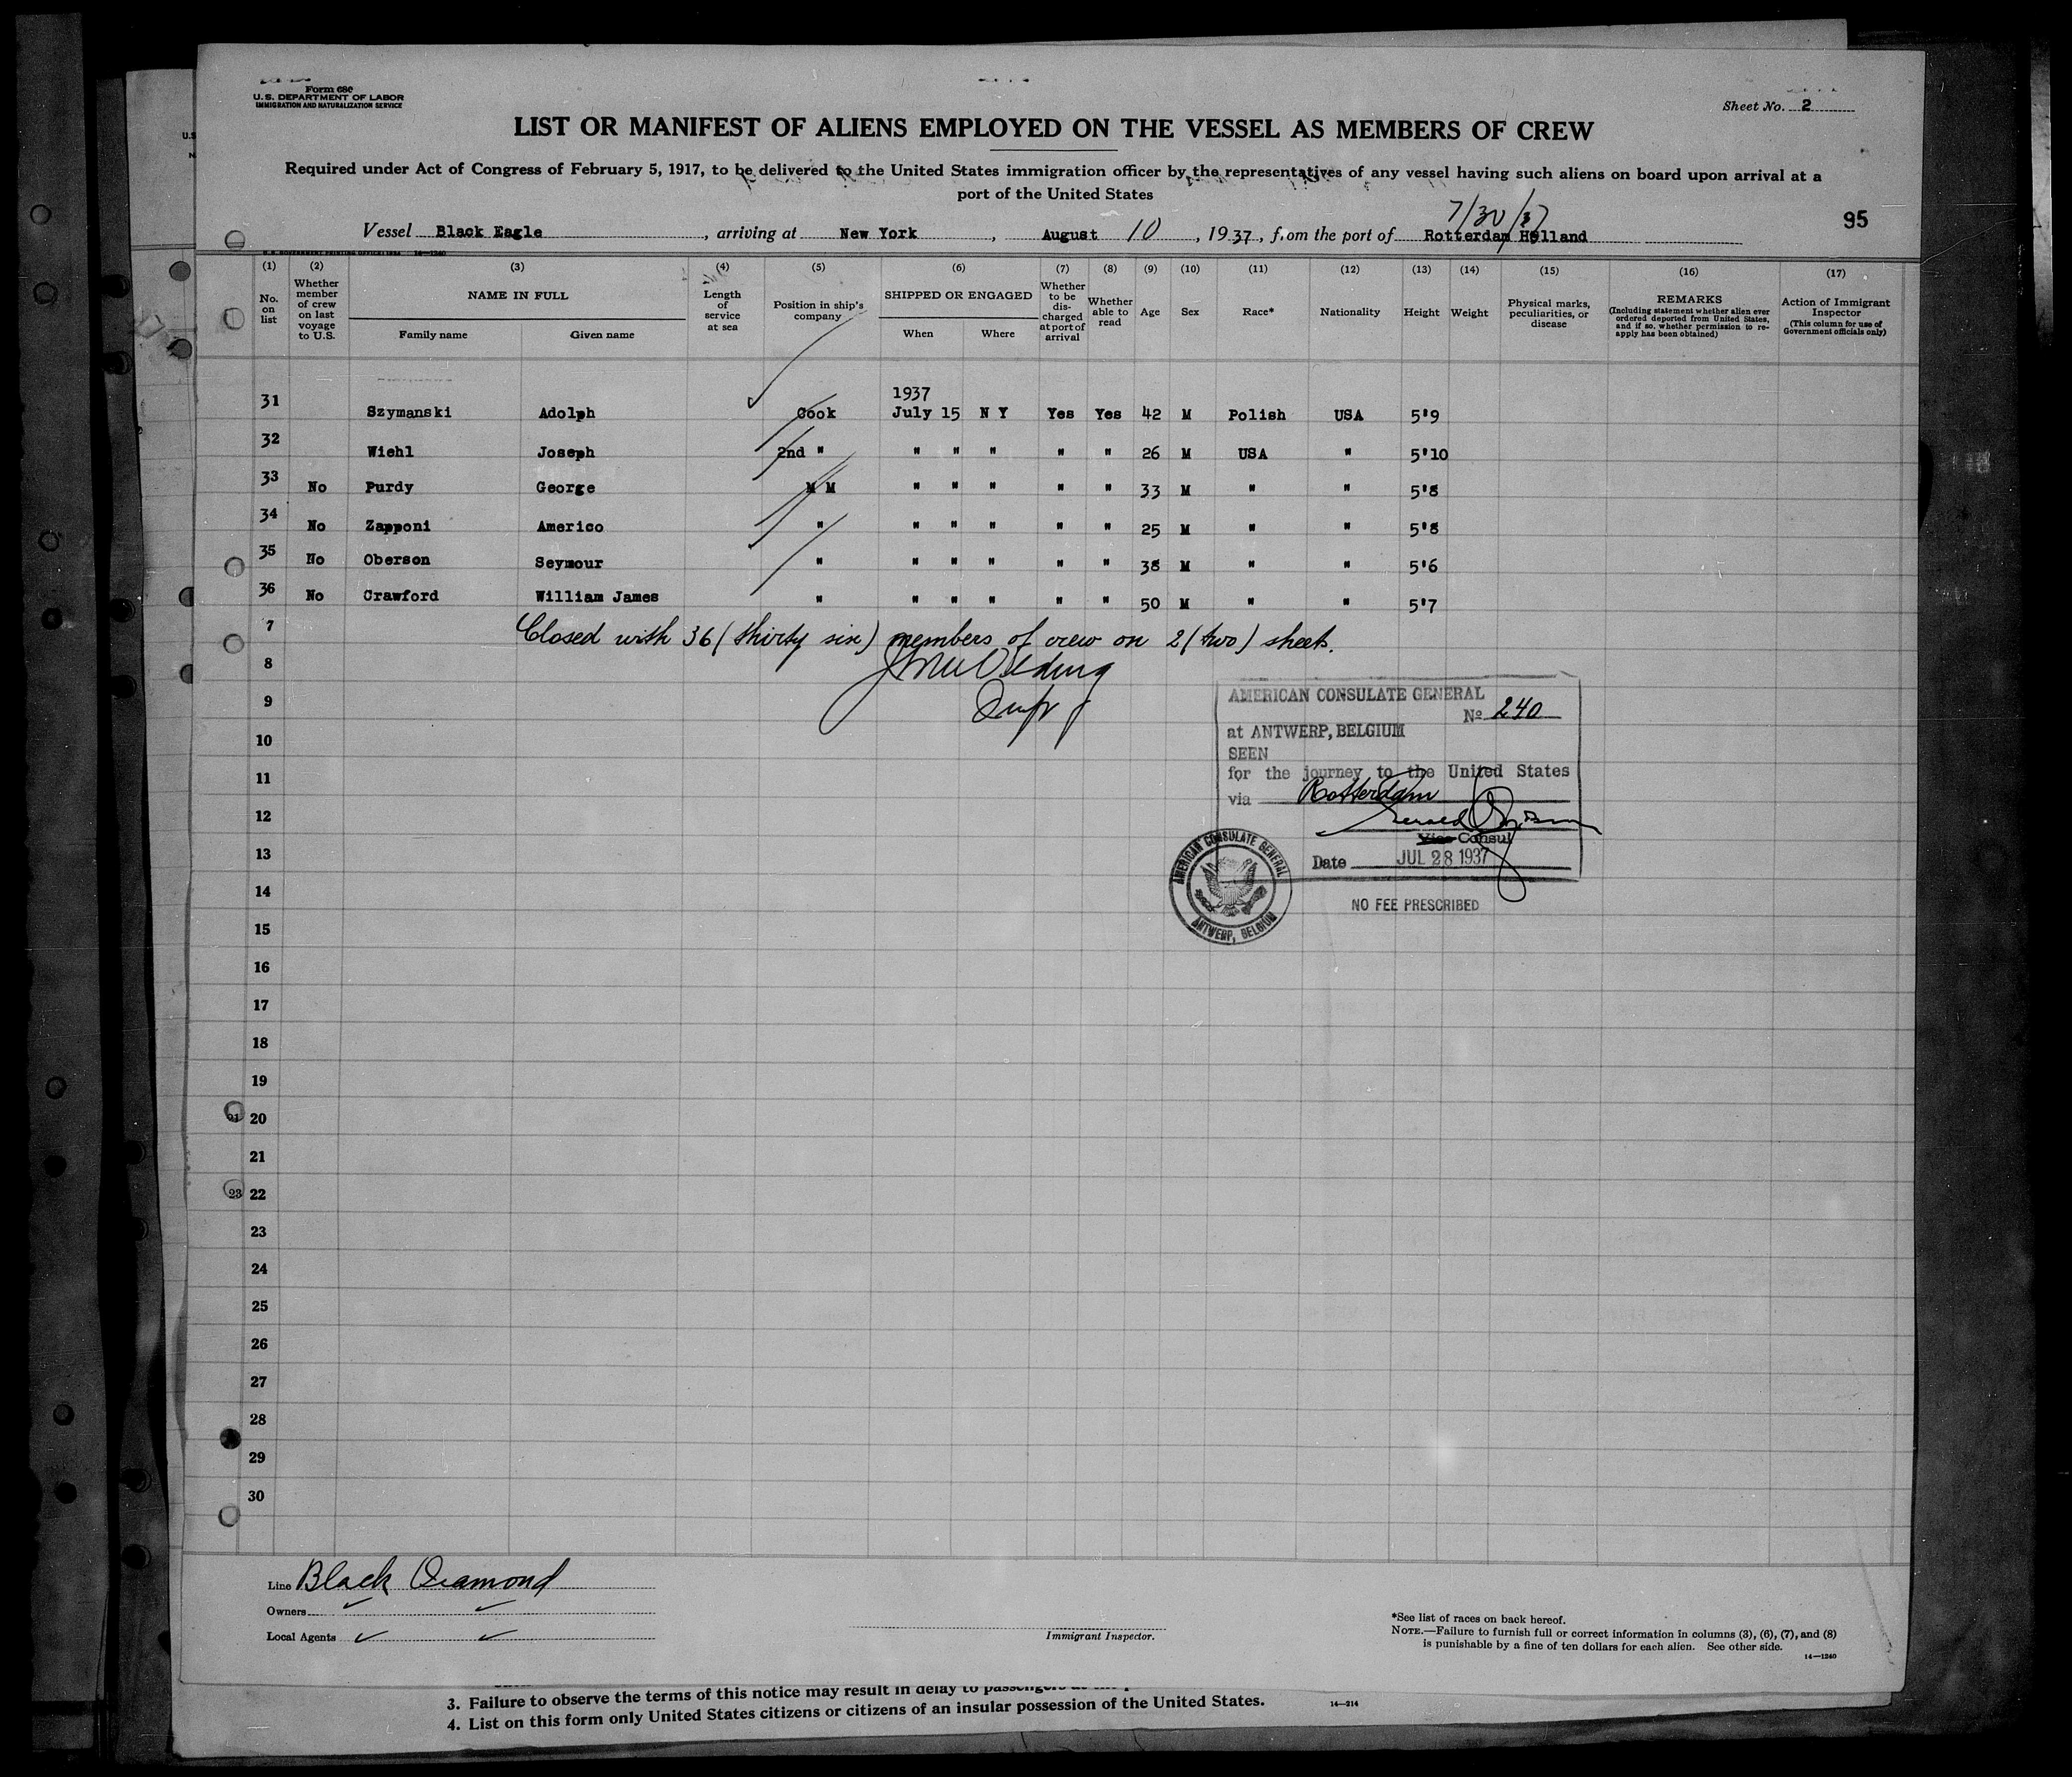 Form 680
U. S. DEPARTMENT OF LABOR
IMMIGRATION AND NATURALIZATION SERVICE
Sheet No. 2
LIST OR MANIFEST OF ALIENS EMPLOYED ON THE VESSEL AS MEMBERS OF CREW
Required under Act of Congress of February 5, 1917, to be delivered to the United States immigration officer by the representatives of any vessel having such aliens on board upon arrival at a
port of the United States
7/30/37
95
Vessel Black Eagle, arriving at New York, August 10, 1937, from the port of Rotterdam Holland
(1) (2) (3) (4) (5) (6) (7) (8) (9) (10) (11) (12) (13) (14) (15) (16) (17)
No. on list
Whether member of crew on last voyage to U.S.
NAME IN FULL
Family name Given name
Length of service at sea
Position in ship's company
SHIPPED OR ENGAGED
When Where
Whether to be discharged at port of arrival
Whether able to read
Age
Sex
Race*
Nationality
Height
Weight
Physical marks, peculiarities, or disease
REMARKS
(Including statement whether alien ever ordered deported from United States, and if so, whether permission to re-apply has been obtained)
Action of Immigrant Inspector
(This column for use of Government officials only)
1937
31 Szymanski Adolph Cook July 15 N Y Yes Yes 42 M Polish USA 5'9
32 Wiehl Joseph 2nd " " " " " " 26 M USA " 5'10
33 No Purdy George M M " " " " " 33 M " " 5'8
34 No Zapponi Americo " " " " " " 25 M " " 5'8
35 No Oberson Seymour " " " " " " 38 M " " 5'6
36 No Crawford William James " " " " " " 50 M " " 5'7
7 Closed with 36 (thirty six) members of crew on 2 (two) sheets.
8
9
AMERICAN CONSULATE GENERAL
No 240
10
at ANTWERP, BELGIUM
SEEN
11
for the journey to the United States
via Rotterdam
12
Vice Consul
13
Date JUL 28 1937
AMERICAN CONSULATE GENERAL
ANTWERP, BELGIUM
14
NO FEE PRESCRIBED
15
16
17
18
19
21
20
21
23
22
23
24
25
26
27
28
29
30
Line Black Diamond
Owners
Local Agents
Immigrant Inspector.
*See list of races on back hereof.
NOTE.—Failure to furnish full or correct information in columns (3), (6), (7), and (8)
is punishable by a fine of ten dollars for each alien. See other side.
14—1240
3. Failure to observe the terms of this notice may result in delay to
4. List on this form only United States citizens or citizens of an insular possession of the United States.
14—214